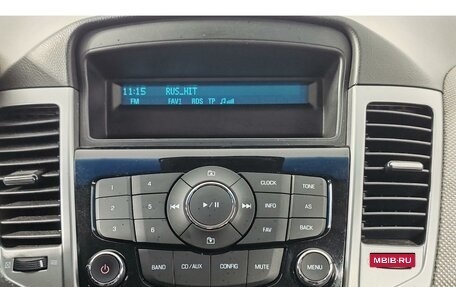 11:15 RUS_HIT
FM FAV1 RDS TP
1 4 CLOCK TONE
2 5 INFO AS
3 6 FAV BACK
BAND CD/AUX CONFIG MUTE MENU
MBIB.RU